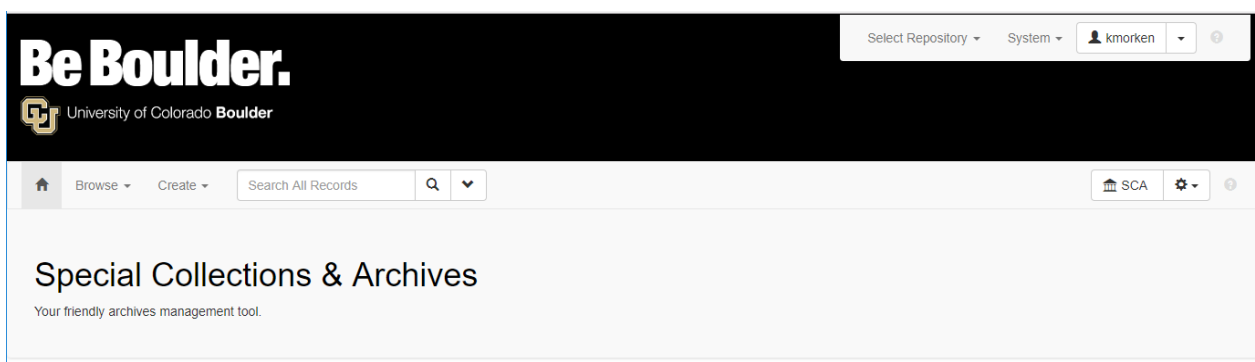 Be Boulder.
University of Colorado Boulder
Select Repository System kmorken
Browse Create Search All Records SCA
Special Collections & Archives
Your friendly archives management tool.